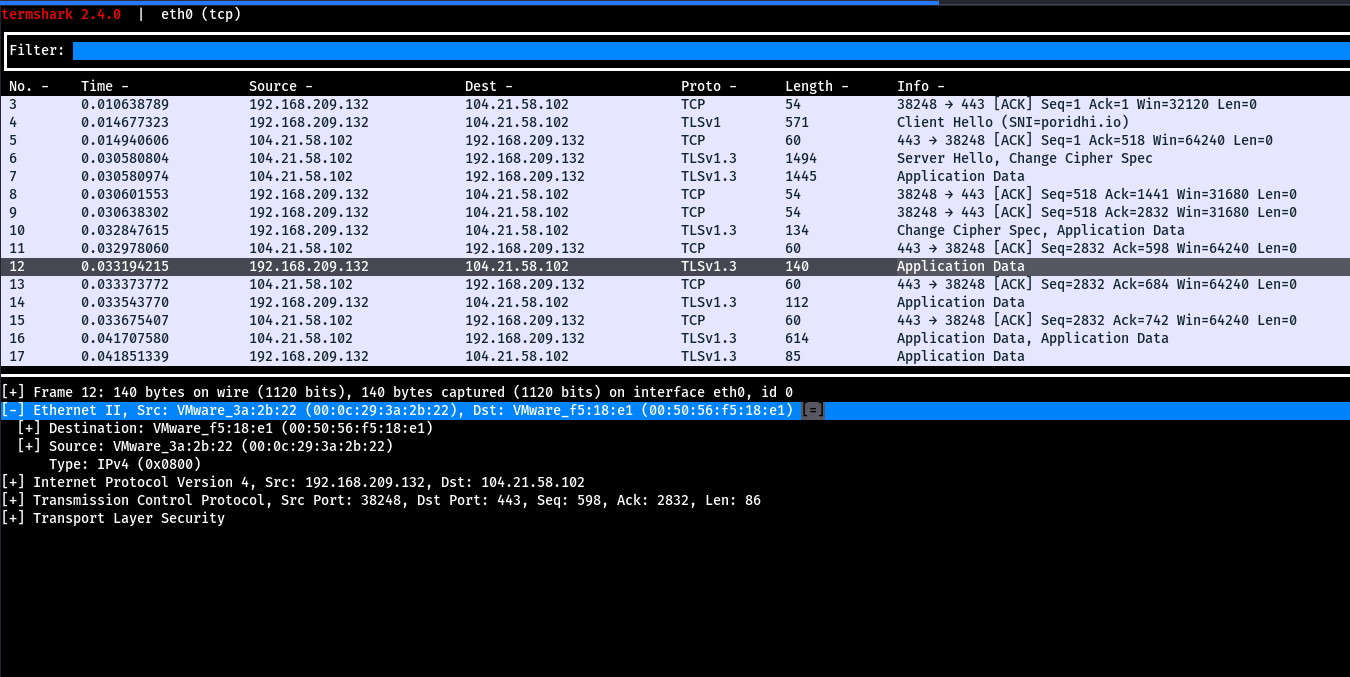 termshark 2.4.0 | eth0 (tcp)
Filter:
No. - Time - Source - Dest - Proto - Length - Info -
3 0.010638789 192.168.209.132 104.21.58.102 TCP 54 38248 → 443 [ACK] Seq=1 Ack=1 Win=32120 Len=0
4 0.014677323 192.168.209.132 104.21.58.102 TLSv1 571 Client Hello (SNI=poridhi.io)
5 0.014940606 104.21.58.102 192.168.209.132 TCP 60 443 → 38248 [ACK] Seq=1 Ack=518 Win=64240 Len=0
6 0.030580804 104.21.58.102 192.168.209.132 TLSv1.3 1494 Server Hello, Change Cipher Spec
7 0.030580974 104.21.58.102 192.168.209.132 TLSv1.3 1445 Application Data
8 0.030601553 192.168.209.132 104.21.58.102 TCP 54 38248 → 443 [ACK] Seq=518 Ack=1441 Win=31680 Len=0
9 0.030638302 192.168.209.132 104.21.58.102 TCP 54 38248 → 443 [ACK] Seq=518 Ack=2832 Win=31680 Len=0
10 0.032847615 192.168.209.132 104.21.58.102 TLSv1.3 134 Change Cipher Spec, Application Data
11 0.032978060 104.21.58.102 192.168.209.132 TCP 60 443 → 38248 [ACK] Seq=2832 Ack=598 Win=64240 Len=0
12 0.033194215 192.168.209.132 104.21.58.102 TLSv1.3 140 Application Data
13 0.033373772 104.21.58.102 192.168.209.132 TCP 60 443 → 38248 [ACK] Seq=2832 Ack=684 Win=64240 Len=0
14 0.033543770 192.168.209.132 104.21.58.102 TLSv1.3 112 Application Data
15 0.033675407 104.21.58.102 192.168.209.132 TCP 60 443 → 38248 [ACK] Seq=2832 Ack=742 Win=64240 Len=0
16 0.041707580 104.21.58.102 192.168.209.132 TLSv1.3 614 Application Data, Application Data
17 0.041851339 192.168.209.132 104.21.58.102 TLSv1.3 85 Application Data
[+] Frame 12: 140 bytes on wire (1120 bits), 140 bytes captured (1120 bits) on interface eth0, id 0
[-] Ethernet II, Src: VMware_3a:2b:22 (00:0c:29:3a:2b:22), Dst: VMware_f5:18:e1 (00:50:56:f5:18:e1) [=]
[+] Destination: VMware_f5:18:e1 (00:50:56:f5:18:e1)
[+] Source: VMware_3a:2b:22 (00:0c:29:3a:2b:22)
Type: IPv4 (0x0800)
[+] Internet Protocol Version 4, Src: 192.168.209.132, Dst: 104.21.58.102
[+] Transmission Control Protocol, Src Port: 38248, Dst Port: 443, Seq: 598, Ack: 2832, Len: 86
[+] Transport Layer Security